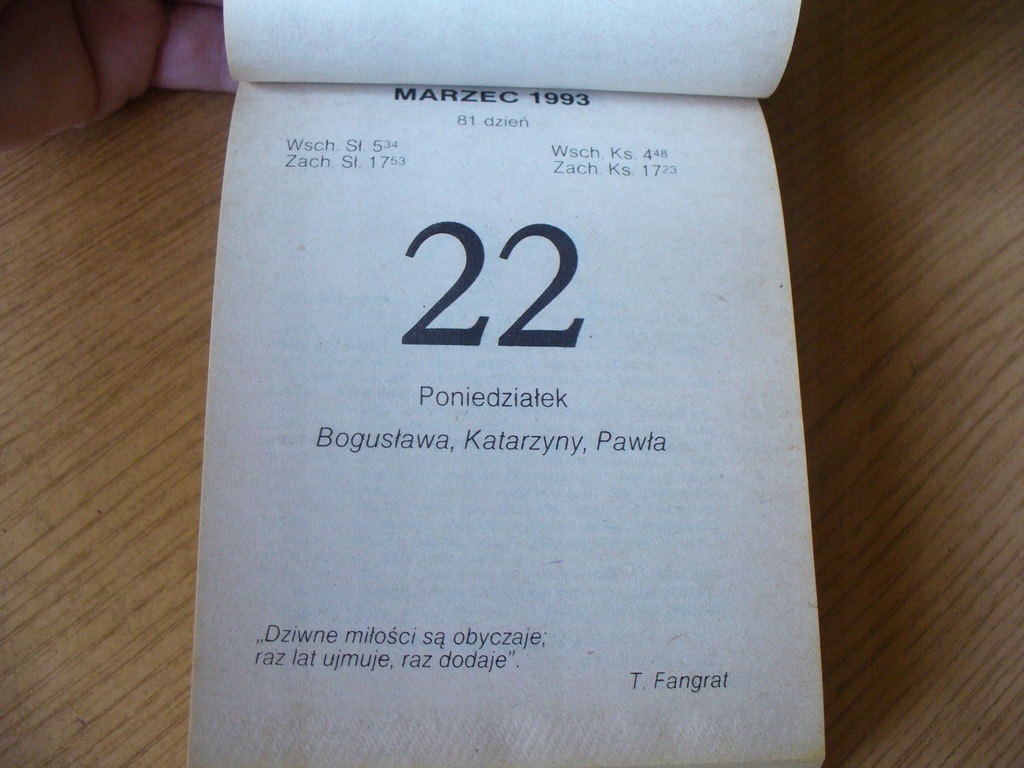 MARZEC 1993
81 dzień
Wsch. Sł. 5³⁴
Zach. Sł. 17⁵³
Wsch. Ks. 4⁴⁸
Zach. Ks. 17²³
22
Poniedziałek
Bogusława, Katarzyny, Pawła
„Dziwne miłości są obyczaje;
raz lat ujmuje, raz dodaje”.
T. Fangrat